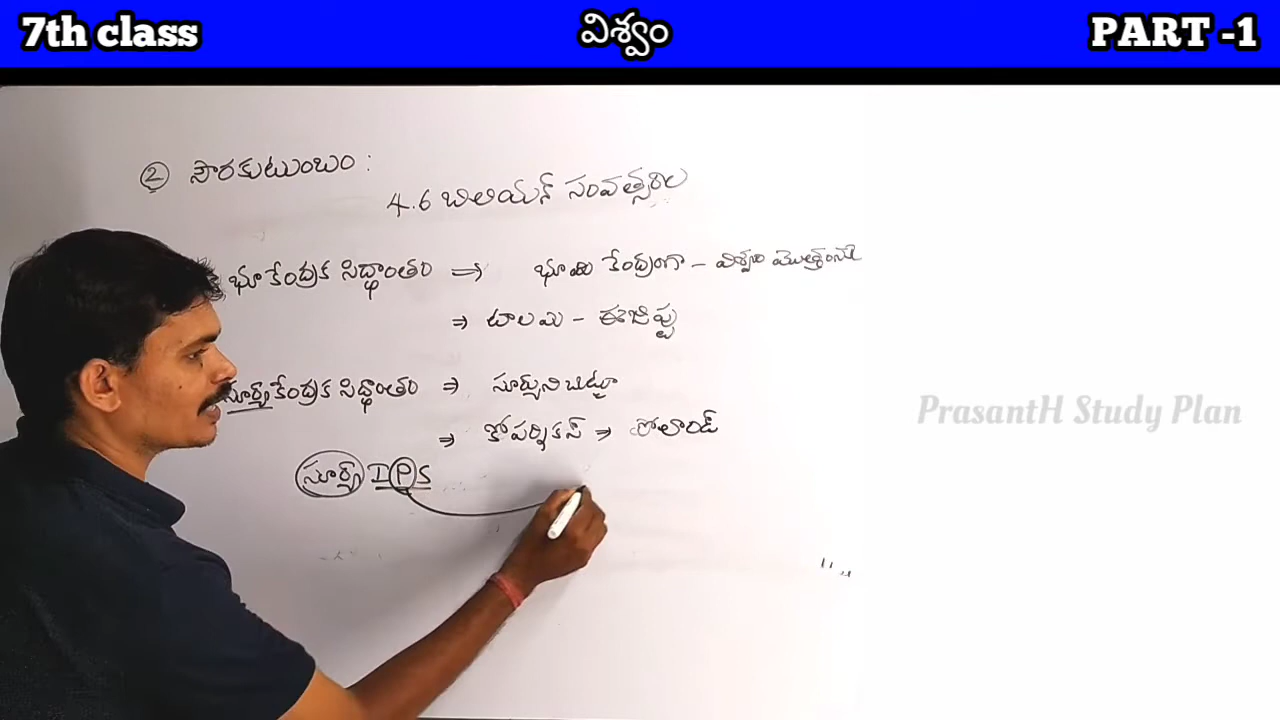 7th class
విశ్వం
PART -1
② సౌరకుటుంబం :
4.6 బిలియన్ సంవత్సరాల
భూకేంద్రక సిద్ధాంతం ⇒ భూమి కేంద్రంగా - విశ్వం మొత్తం
⇒ టాలమి - ఈజిప్టు
సూర్యకేంద్రక సిద్ధాంతం ⇒ సూర్యుని చుట్టూ
⇒ కోపర్నికస్ ⇒ పోలాండ్
సూర్య IPS
PrasantH Study Plan